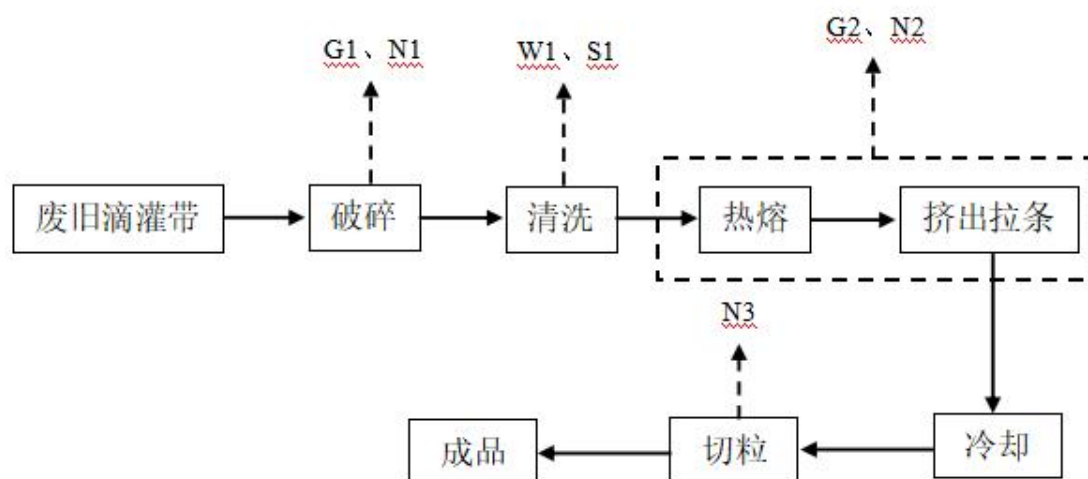 G1、N1
W1、S1
G2、N2
废旧滴灌带
破碎
清洗
热熔
挤出拉条
N3
成品
切粒
冷却